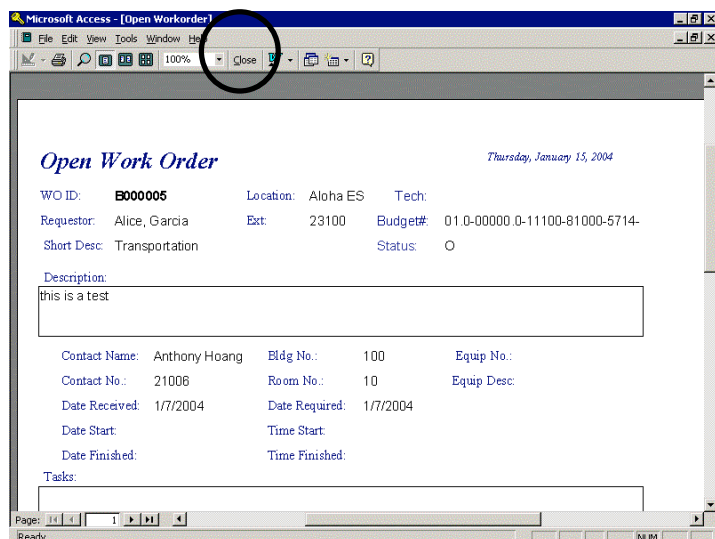 Microsoft Access - [Open Workorder]
File Edit View Tools Window Help
100% Close
Open Work Order Thursday, January 15, 2004
WO ID: B000005 Location: Aloha ES Tech:
Requestor: Alice, Garcia Ext: 23100 Budget#: 01.0-00000.0-11100-81000-5714-
Short Desc: Transportation Status: O
Description:
this is a test
Contact Name: Anthony Hoang Bldg No.: 100 Equip No.:
Contact No.: 21006 Room No.: 10 Equip Desc:
Date Received: 1/7/2004 Date Required: 1/7/2004
Date Start: Time Start:
Date Finished: Time Finished:
Tasks:
Page: 1
Ready NUM